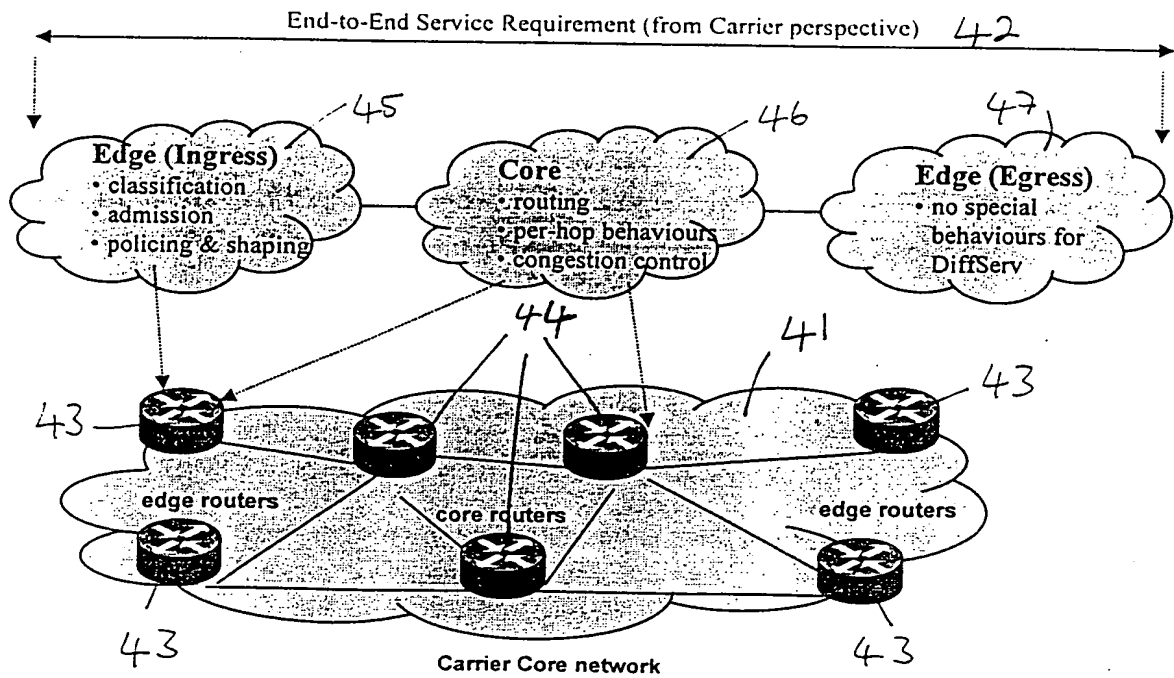 End-to-End Service Requirement (from Carrier perspective) 42
45
46
47
Edge (Ingress)
• classification
• admission
• policing & shaping
Core
• routing
• per-hop behaviours
• congestion control
Edge (Egress)
• no special
behaviours for
DiffServ
44
41
43
43
edge routers
core routers
edge routers
43
43
Carrier Core network